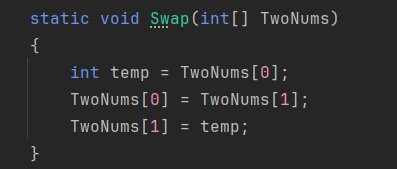 static void Swap(int[] TwoNums)
{
    int temp = TwoNums[0];
    TwoNums[0] = TwoNums[1];
    TwoNums[1] = temp;
}